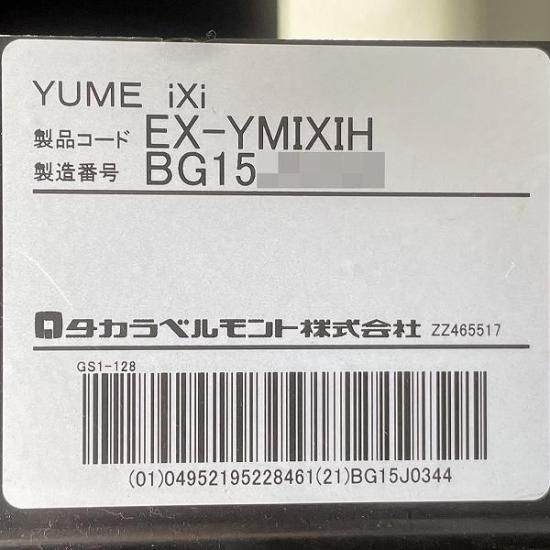 YUME iXi
製品コード EX-YMIXIH
製造番号 BG15
タカラベルモント株式会社 ZZ465517
GS1-128
(01)04952195228461(21)BG15J0344